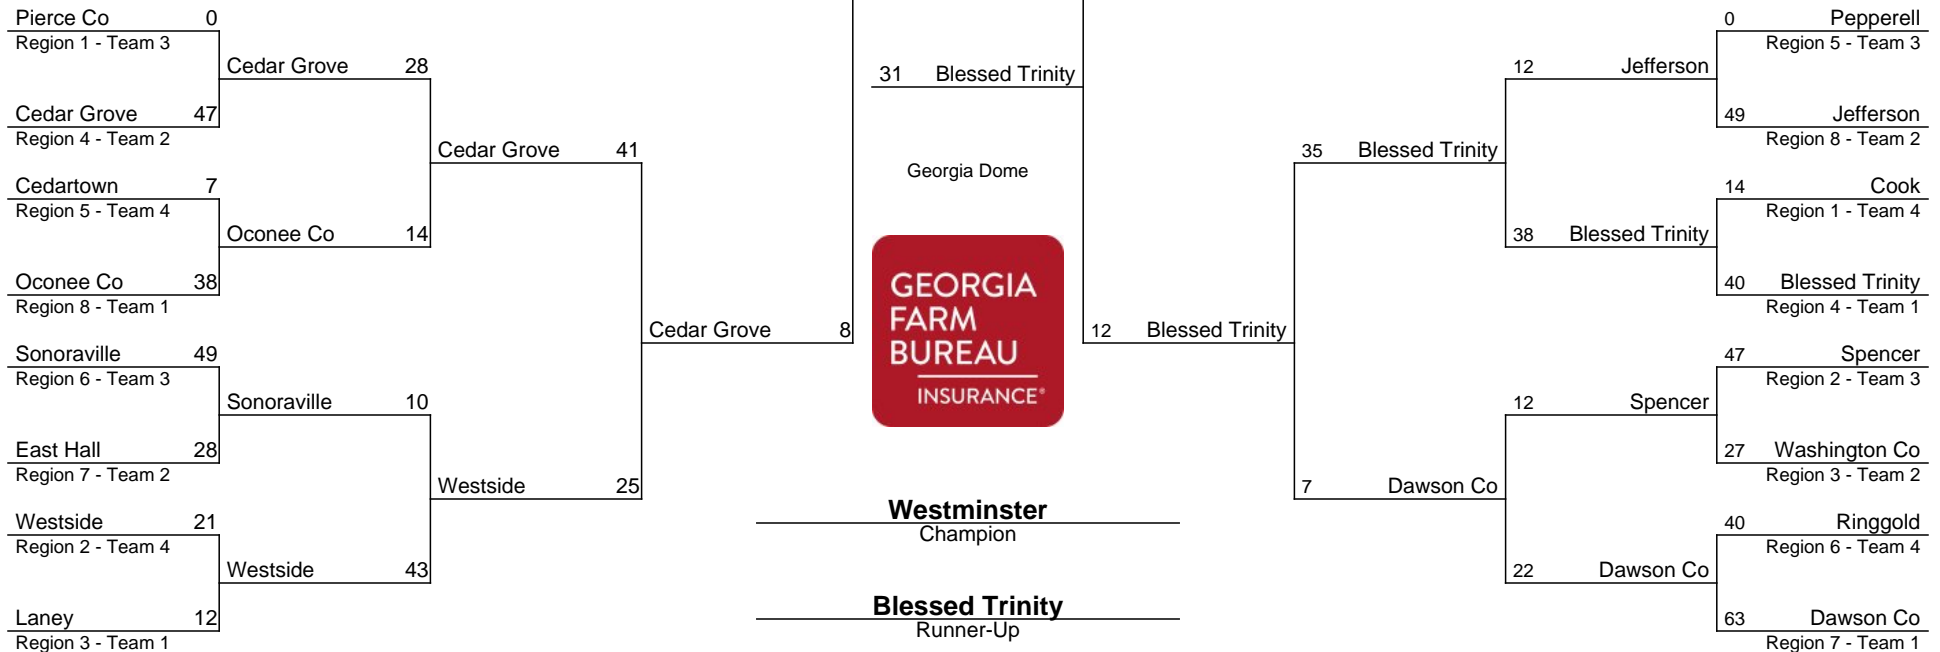 Pierce Co 0
Region 1 - Team 3
Cedar Grove 28
Cedar Grove 47
Region 4 - Team 2
Cedar Grove 41
Cedartown 7
Region 5 - Team 4
Oconee Co 14
Oconee Co 38
Region 8 - Team 1
Cedar Grove 8
Sonoraville 49
Region 6 - Team 3
Sonoraville 10
East Hall 28
Region 7 - Team 2
Westside 25
Westside 21
Region 2 - Team 4
Westside 43
Laney 12
Region 3 - Team 1
31 Blessed Trinity
Georgia Dome
GEORGIA
FARM
BUREAU
INSURANCE®
Westminster
Champion
Blessed Trinity
Runner-Up
0 Pepperell
Region 5 - Team 3
12 Jefferson
49 Jefferson
Region 8 - Team 2
35 Blessed Trinity
14 Cook
Region 1 - Team 4
38 Blessed Trinity
40 Blessed Trinity
Region 4 - Team 1
12 Blessed Trinity
47 Spencer
Region 2 - Team 3
12 Spencer
27 Washington Co
Region 3 - Team 2
7 Dawson Co
40 Ringgold
Region 6 - Team 4
22 Dawson Co
63 Dawson Co
Region 7 - Team 1